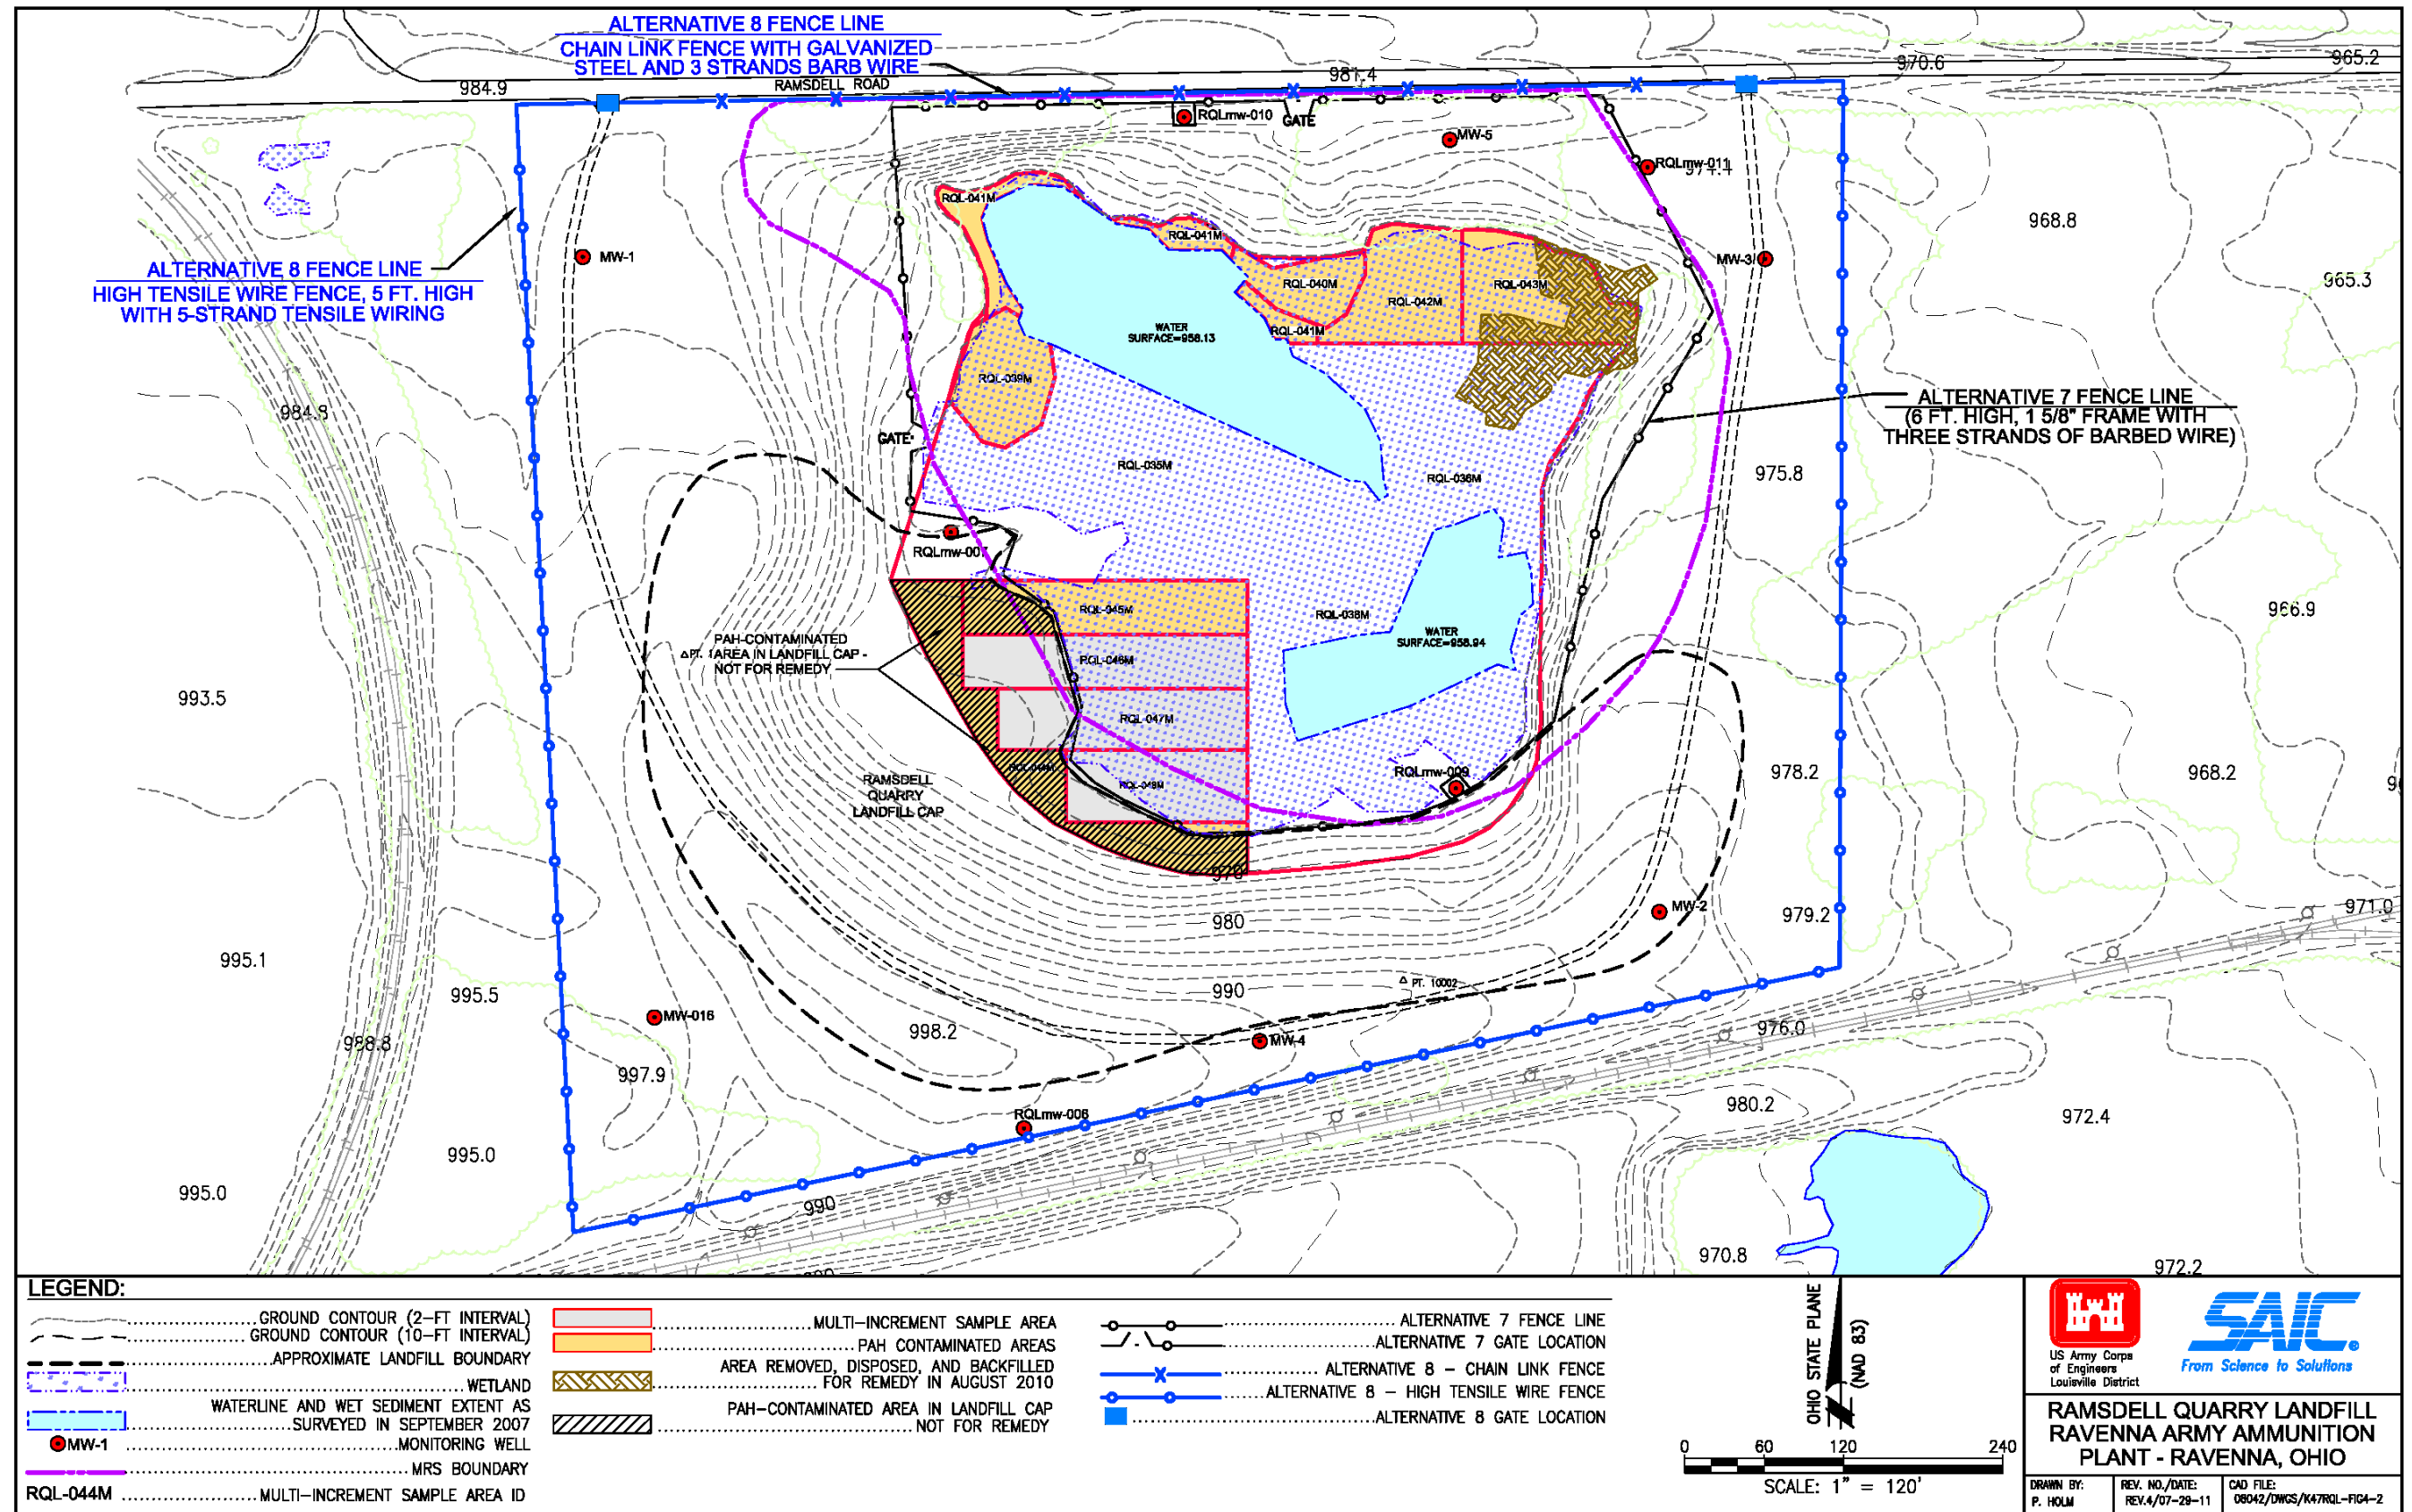 ALTERNATIVE 8 FENCE LINE
CHAIN LINK FENCE WITH GALVANIZED
STEEL AND 3 STRANDS BARB WIRE
984.9
RAMSDELL ROAD
981.4
970.6
965.2
RQLmw-010
GATE
MW-5
RQLmw-011
974.4
968.8
RQL-041M
RQL-041M
MW-1
MW-3
ALTERNATIVE 8 FENCE LINE
HIGH TENSILE WIRE FENCE, 5 FT. HIGH
WITH 5-STRAND TENSILE WIRING
RQL-040M
RQL-042M
RQL-043M
965.3
WATER
SURFACE=958.13
RQL-041M
RQL-039M
984.8
ALTERNATIVE 7 FENCE LINE
(6 FT. HIGH, 1 5/8" FRAME WITH
THREE STRANDS OF BARBED WIRE)
GATE
RQL-035M
RQL-036M
975.8
RQLmw-007
RQL-045M
RQL-038M
966.9
WATER
SURFACE=958.94
PAH-CONTAMINATED
PT. 1 AREA IN LANDFILL CAP -
NOT FOR REMEDY
RQL-046M
993.5
RQL-047M
RAMSDELL
QUARRY
LANDFILL CAP
RQL-044M
RQL-049M
RQLmw-009
978.2
968.2
970
980
MW-2
979.2
971.0
995.1
995.5
990
PT. 10002
MW-016
998.2
MW-4
976.0
988.8
997.9
RQLmw-006
980.2
972.4
995.0
995.0
990
970.8
972.2
LEGEND:
GROUND CONTOUR (2-FT INTERVAL)
GROUND CONTOUR (10-FT INTERVAL)
APPROXIMATE LANDFILL BOUNDARY
WETLAND
WATERLINE AND WET SEDIMENT EXTENT AS
SURVEYED IN SEPTEMBER 2007
MW-1 MONITORING WELL
MRS BOUNDARY
RQL-044M MULTI-INCREMENT SAMPLE AREA ID
MULTI-INCREMENT SAMPLE AREA
PAH CONTAMINATED AREAS
AREA REMOVED, DISPOSED, AND BACKFILLED
FOR REMEDY IN AUGUST 2010
PAH-CONTAMINATED AREA IN LANDFILL CAP
NOT FOR REMEDY
ALTERNATIVE 7 FENCE LINE
ALTERNATIVE 7 GATE LOCATION
ALTERNATIVE 8 - CHAIN LINK FENCE
ALTERNATIVE 8 - HIGH TENSILE WIRE FENCE
ALTERNATIVE 8 GATE LOCATION
OHIO STATE PLANE
(NAD 83)
0 60 120 240
SCALE: 1" = 120'
US Army Corps
of Engineers
Louisville District
SAIC
From Science to Solutions
RAMSDELL QUARRY LANDFILL
RAVENNA ARMY AMMUNITION
PLANT - RAVENNA, OHIO
DRAWN BY:
P. HOLM
REV. NO./DATE:
REV.4/07-29-11
CAD FILE:
08042/DWGS/K47RQL-FIG4-2